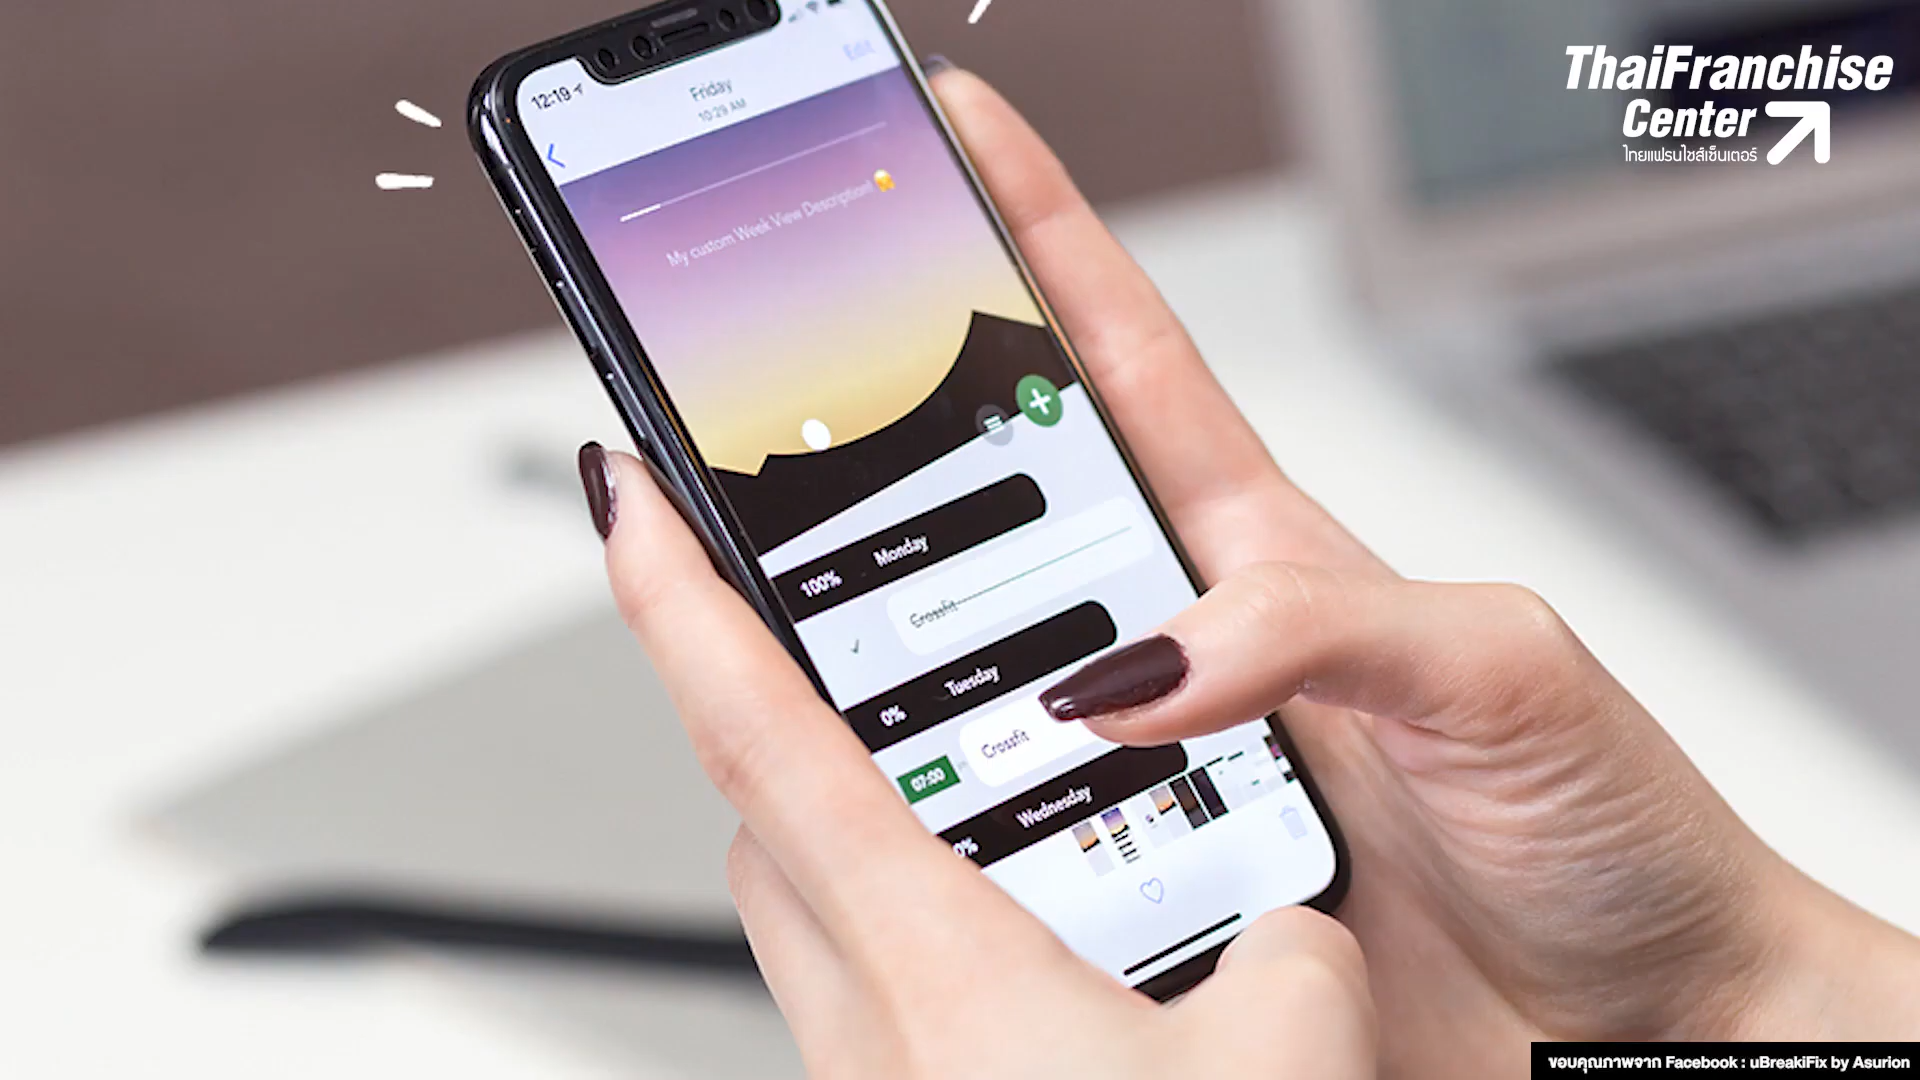 ThaiFranchise
Center
ไทยแฟรนไชส์เซ็นเตอร์
12:19
Edit
Friday
10:29 AM
My custom Week View Description!
100% Monday
Crossfit
0% Tuesday
07:00 Crossfit
Wednesday
0%
ขอบคุณภาพจาก Facebook : uBreakiFix by Asurion